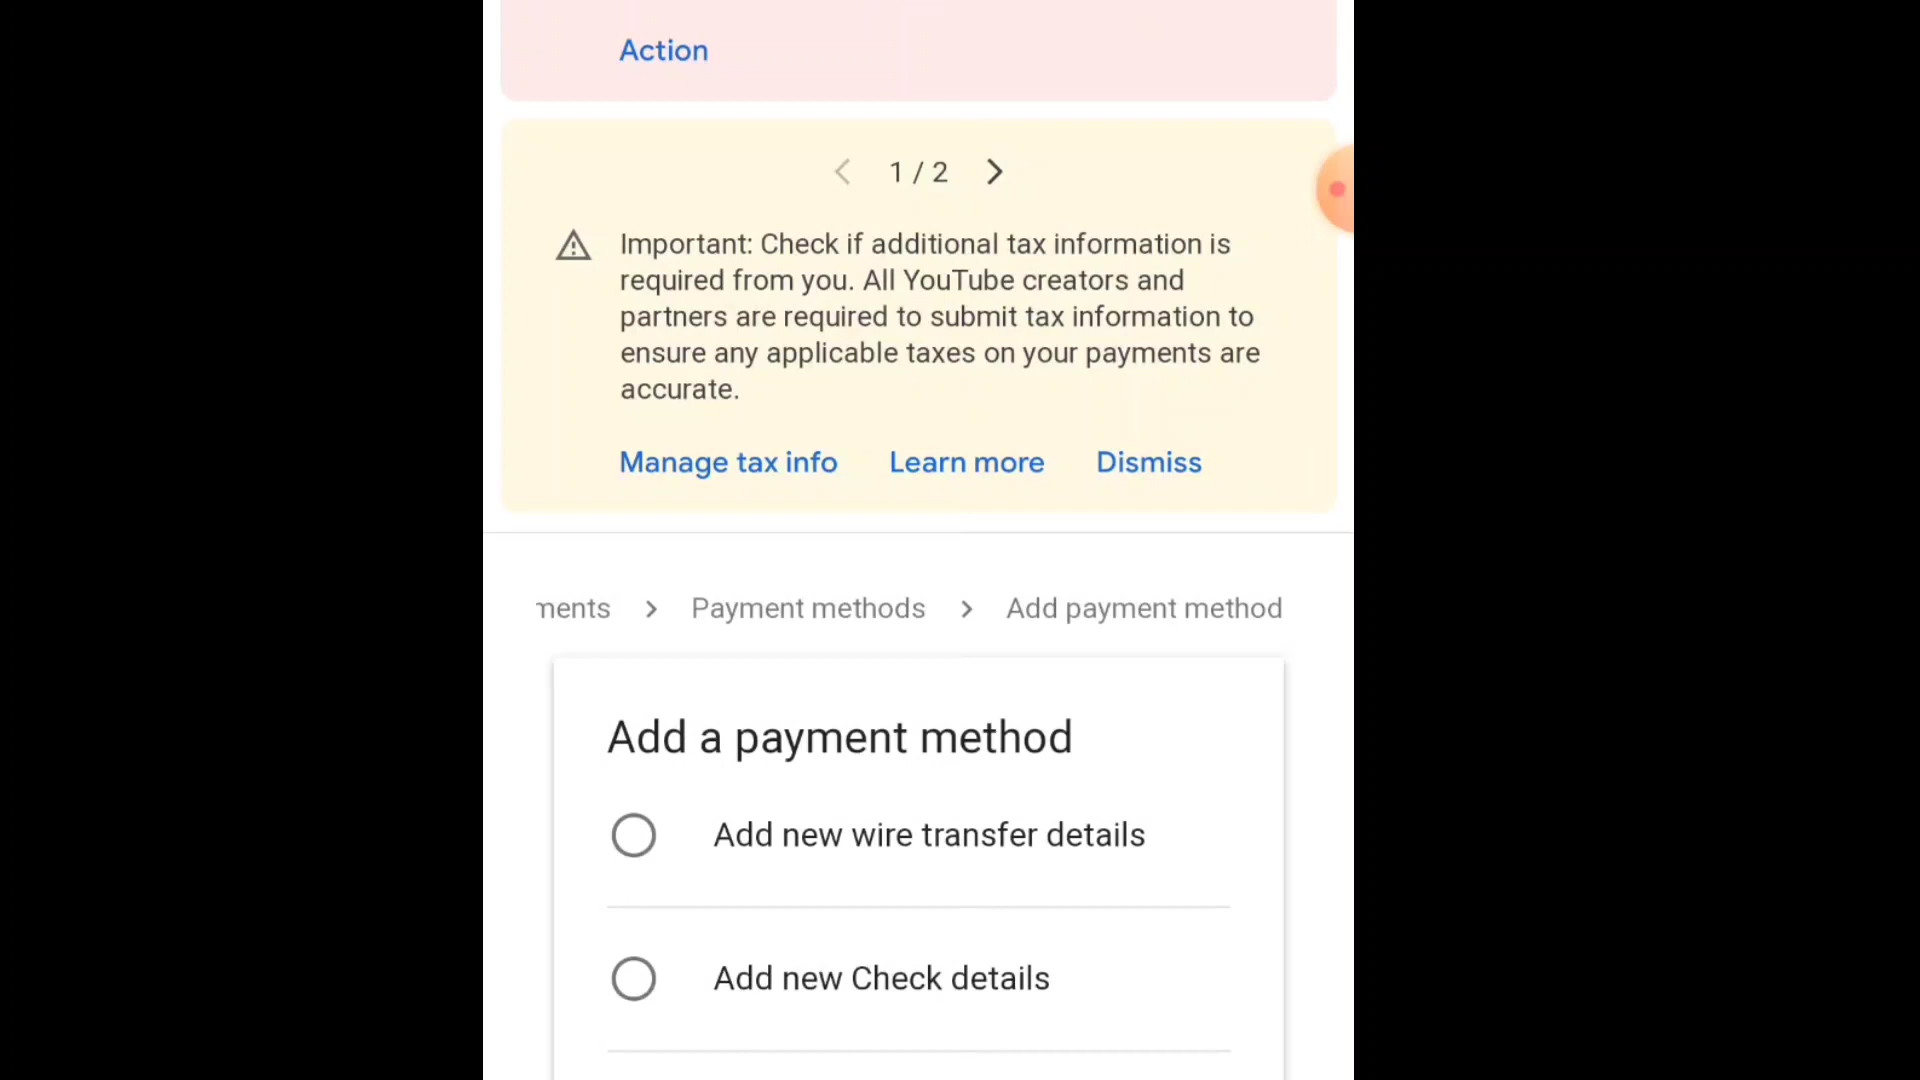 Action
1 / 2
Important: Check if additional tax information is
required from you. All YouTube creators and
partners are required to submit tax information to
ensure any applicable taxes on your payments are
accurate.
Manage tax info Learn more Dismiss
ments > Payment methods > Add payment method
Add a payment method
Add new wire transfer details
Add new Check details